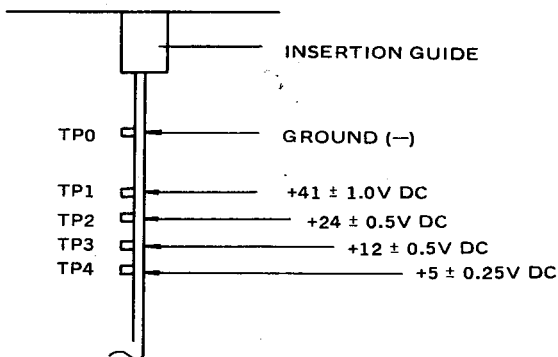 INSERTION GUIDE
TP0 GROUND (—)
TP1 +41 ± 1.0V DC
TP2 +24 ± 0.5V DC
TP3 +12 ± 0.5V DC
TP4 +5 ± 0.25V DC